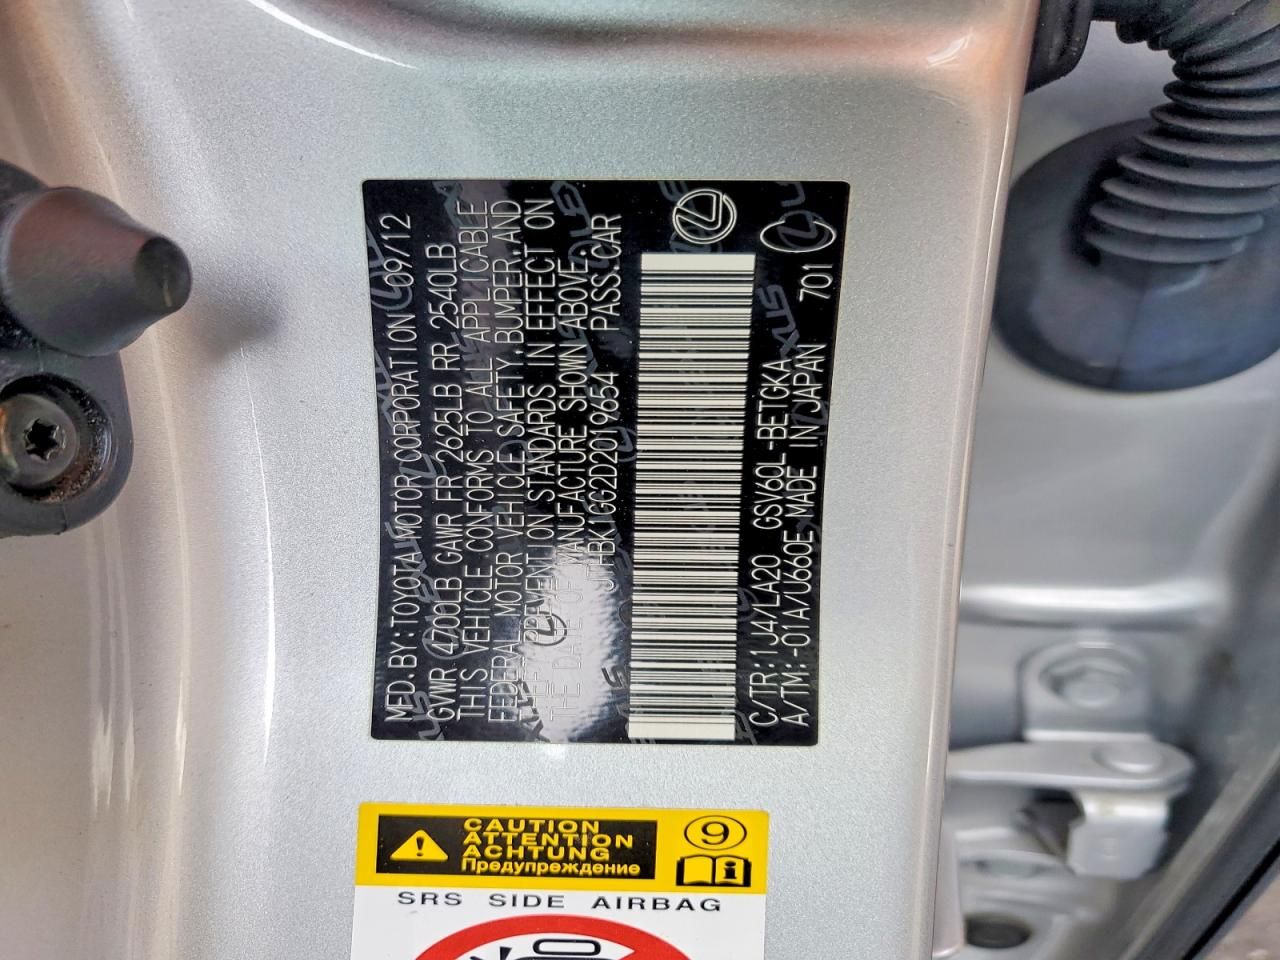 MFD.BY:TOYOTA MOTOR CORPORATION 09/12
GVWR 4700LB GAWR FR 2625LB RR 2540LB
THIS VEHICLE CONFORMS TO ALL APPLICABLE
FEDERAL MOTOR VEHICLE SAFETY,BUMPER,AND
THEFT PREVENTION STANDARDS IN EFFECT ON
THE DATE OF MANUFACTURE SHOWN ABOVE.
JTHBK1GG2D2019654 PASS.CAR
C/TR:1J4/LA20 GSV60L-BETGKA
A/TM:-01A/U660E MADE IN JAPAN 701
CAUTION
ATTENTION
ACHTUNG
Предупреждение
9
SRS SIDE AIRBAG